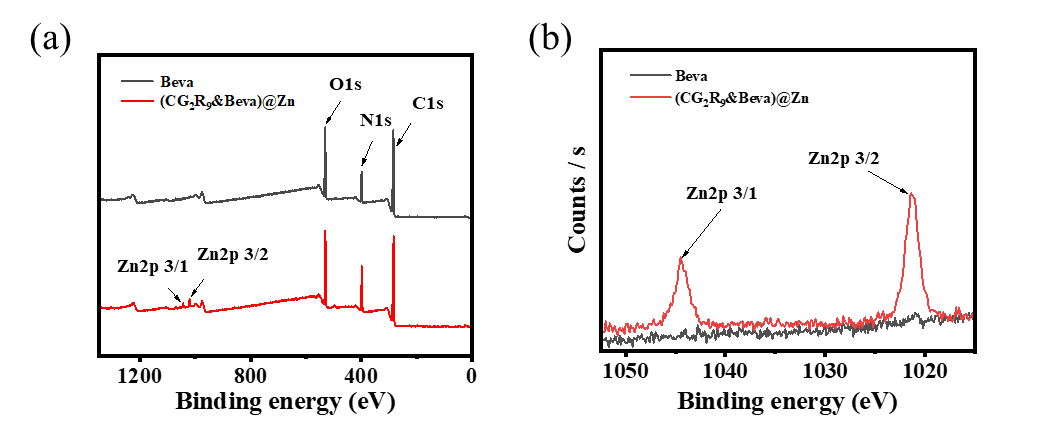 (a)
Beva
(CG₂R₉&Beva)@Zn
O1s
N1s
C1s
Zn2p 3/1
Zn2p 3/2
1200 800 400 0
Binding energy (eV)
(b)
Beva
(CG₂R₉&Beva)@Zn
Zn2p 3/2
Zn2p 3/1
Counts / s
1050 1040 1030 1020
Binding energy (eV)